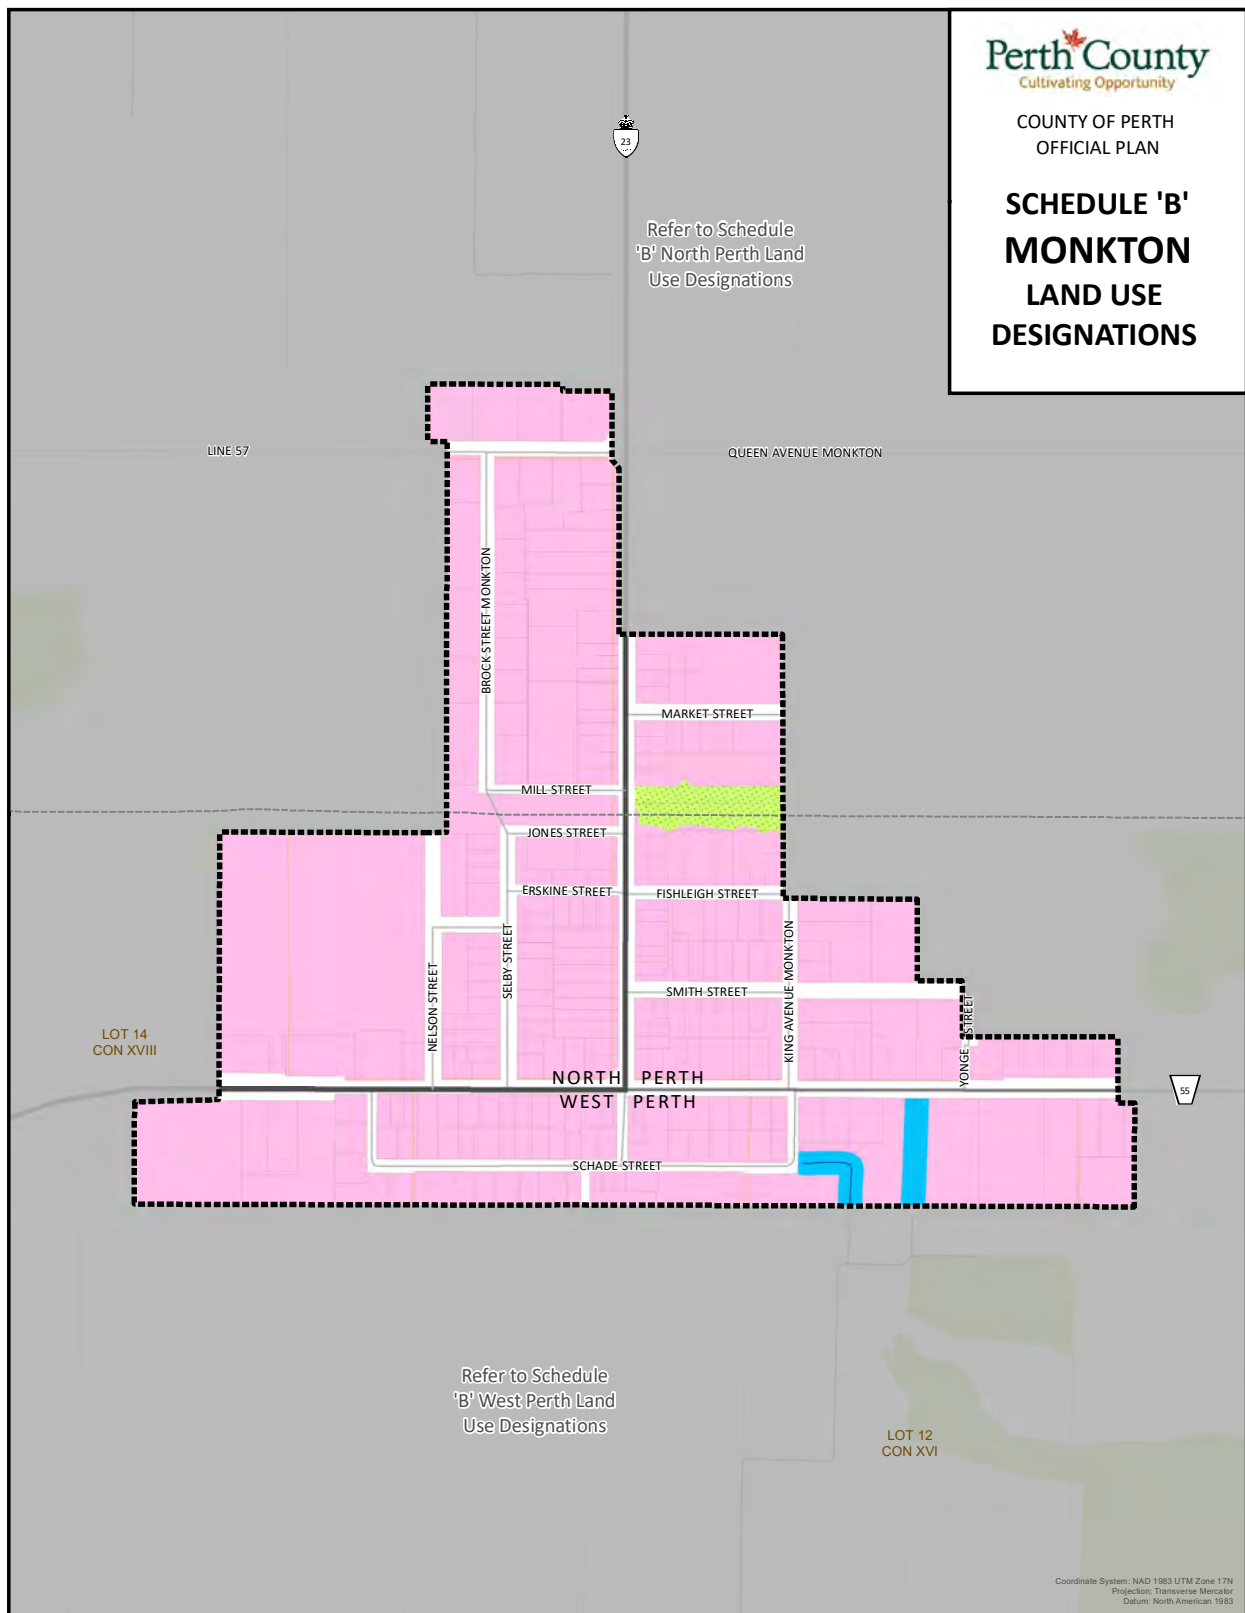 Perth County
Cultivating Opportunity
COUNTY OF PERTH
OFFICIAL PLAN
SCHEDULE 'B'
MONKTON
LAND USE
DESIGNATIONS
23
Refer to Schedule
'B' North Perth Land
Use Designations
LINE 57
QUEEN AVENUE MONKTON
BROCK STREET MONKTON
MARKET STREET
MILL STREET
JONES STREET
ERSKINE STREET
FISHLEIGH STREET
SELBY STREET
NELSON STREET
KING AVENUE MONKTON
SMITH STREET
YONGE STREET
LOT 14
CON XVIII
NORTH PERTH
WEST PERTH
55
SCHADE STREET
Refer to Schedule
'B' West Perth Land
Use Designations
LOT 12
CON XVI
Coordinate System: NAD 1983 UTM Zone 17N
Projection: Transverse Mercator
Datum: North American 1983